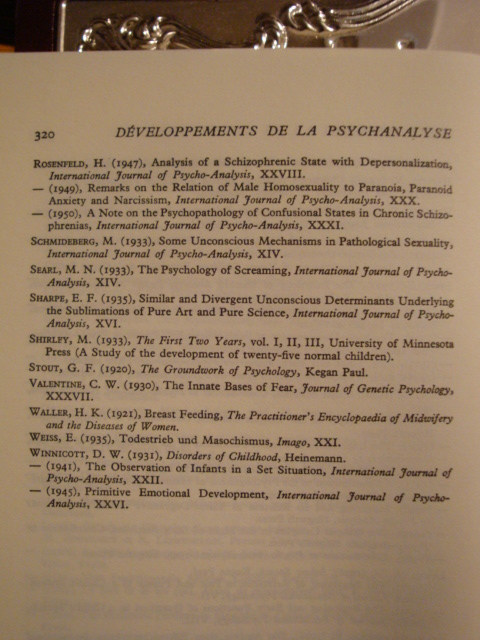 320 DÉVELOPPEMENTS DE LA PSYCHANALYSE
ROSENFELD, H. (1947), Analysis of a Schizophrenic State with Depersonalization,
International Journal of Psycho-Analysis, XXVIII.
— (1949), Remarks on the Relation of Male Homosexuality to Paranoia, Paranoid
Anxiety and Narcissism, International Journal of Psycho-Analysis, XXX.
— (1950), A Note on the Psychopathology of Confusional States in Chronic Schizo-
phrenias, International Journal of Psycho-Analysis, XXXI.
SCHMIDEBERG, M. (1933), Some Unconscious Mechanisms in Pathological Sexuality,
International Journal of Psycho-Analysis, XIV.
SEARL, M. N. (1933), The Psychology of Screaming, International Journal of Psycho-
Analysis, XIV.
SHARPE, E. F. (1935), Similar and Divergent Unconscious Determinants Underlying
the Sublimations of Pure Art and Pure Science, International Journal of Psycho-
Analysis, XVI.
SHIRLEY, M. (1933), The First Two Years, vol. I, II, III, University of Minnesota
Press (A Study of the development of twenty-five normal children).
STOUT, G. F. (1920), The Groundwork of Psychology, Kegan Paul.
VALENTINE, C. W. (1930), The Innate Bases of Fear, Journal of Genetic Psychology,
XXXVII.
WALLER, H. K. (1921), Breast Feeding, The Practitioner's Encyclopaedia of Midwifery
and the Diseases of Women.
WEISS, E. (1935), Todestrieb und Masochismus, Imago, XXI.
WINNICOTT, D. W. (1931), Disorders of Childhood, Heinemann.
— (1941), The Observation of Infants in a Set Situation, International Journal of
Psycho-Analysis, XXII.
— (1945), Primitive Emotional Development, International Journal of Psycho-
Analysis, XXVI.